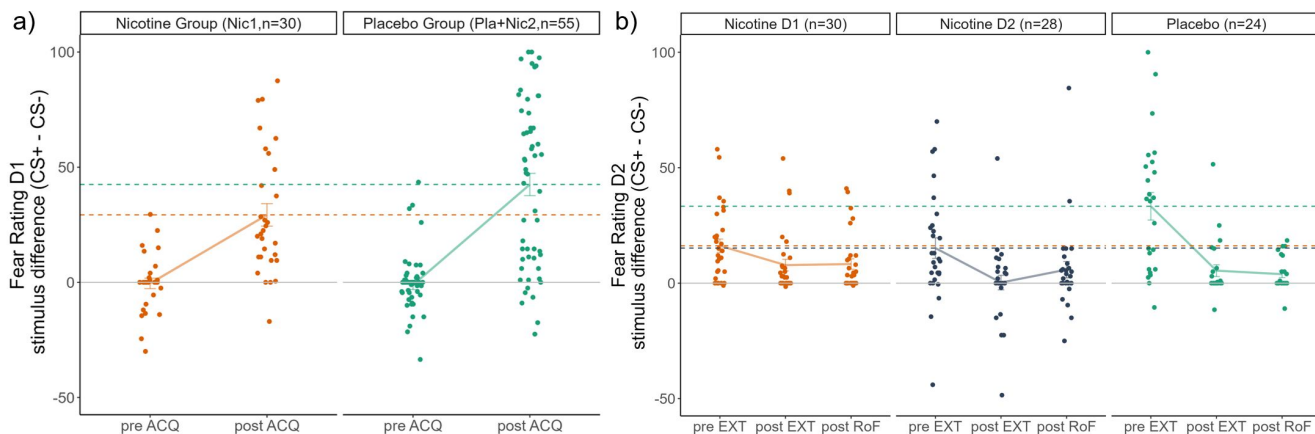 a)
Nicotine Group (Nic1,n=30)
Placebo Group (Pla+Nic2,n=55)
Fear Rating D1
stimulus difference (CS+ - CS-)
100
50
0
-50
pre ACQ
post ACQ
pre ACQ
post ACQ
b)
Nicotine D1 (n=30)
Nicotine D2 (n=28)
Placebo (n=24)
Fear Rating D2
stimulus difference (CS+ - CS-)
100
50
0
-50
pre EXT
post EXT
post RoF
pre EXT
post EXT
post RoF
pre EXT
post EXT
post RoF